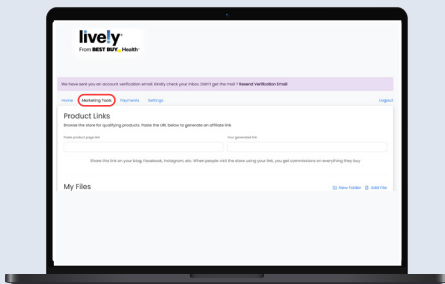 lively
From BEST BUY Health
We have sent you an account verification email. Kindly check your inbox. Didn't get the mail ? Resend Verification Email!
Home Marketing Tools Payments Settings Logout
Product Links
Browse the store for qualifying products. Paste the URL below to generate an affiliate link
Paste product page link Your generated link
Share this link on your blog, Facebook, Instagram, etc. When people visit the store using your link, you get commissions on everything they buy
My Files New Folder Add File